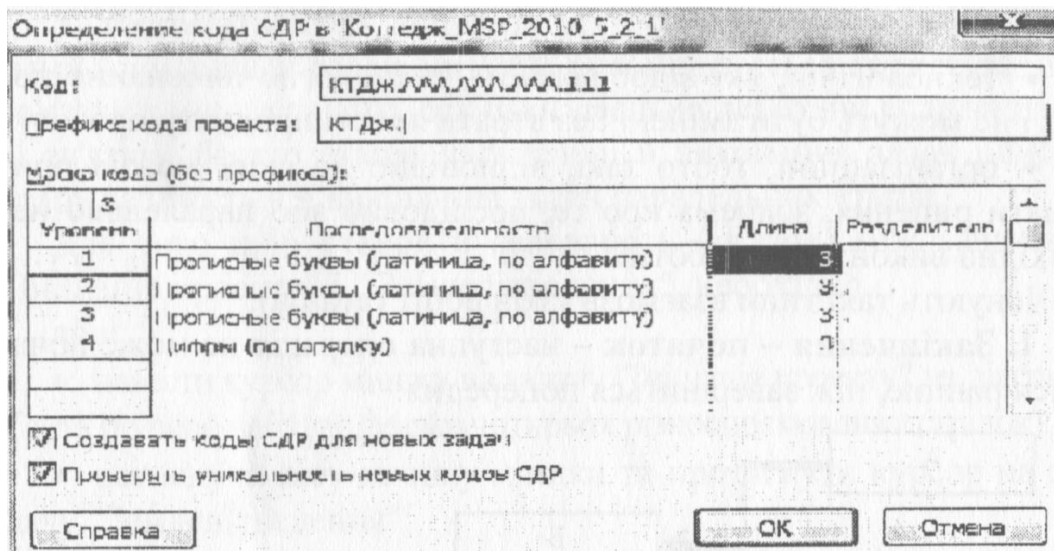 Определение кода СДР в 'Коттедж_MSP_2010_5_2_1'
Код: КТДж.ААА.ААА.ААА.111
Префикс кода проекта: КТДж.
Маска кода (без префикса):
3
Уровень Последовательность Длина Разделитель
1 Прописные буквы (латиница, по алфавиту) 3 .
2 Прописные буквы (латиница, по алфавиту) 3 .
3 Прописные буквы (латиница, по алфавиту) 3 .
4 Цифры (по порядку) 3 .
Создавать коды СДР для новых задач
Проверять уникальность новых кодов СДР
Справка OK Отмена